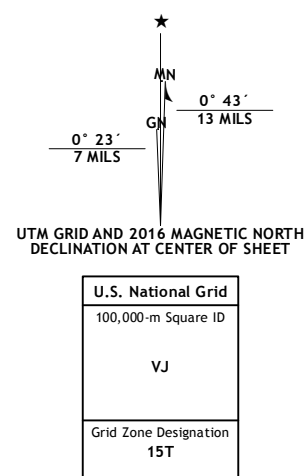 ★
MN
0° 43´
13 MILS
GN
0° 23´
7 MILS
UTM GRID AND 2016 MAGNETIC NORTH
DECLINATION AT CENTER OF SHEET
U.S. National Grid
100,000-m Square ID
VJ
Grid Zone Designation
15T